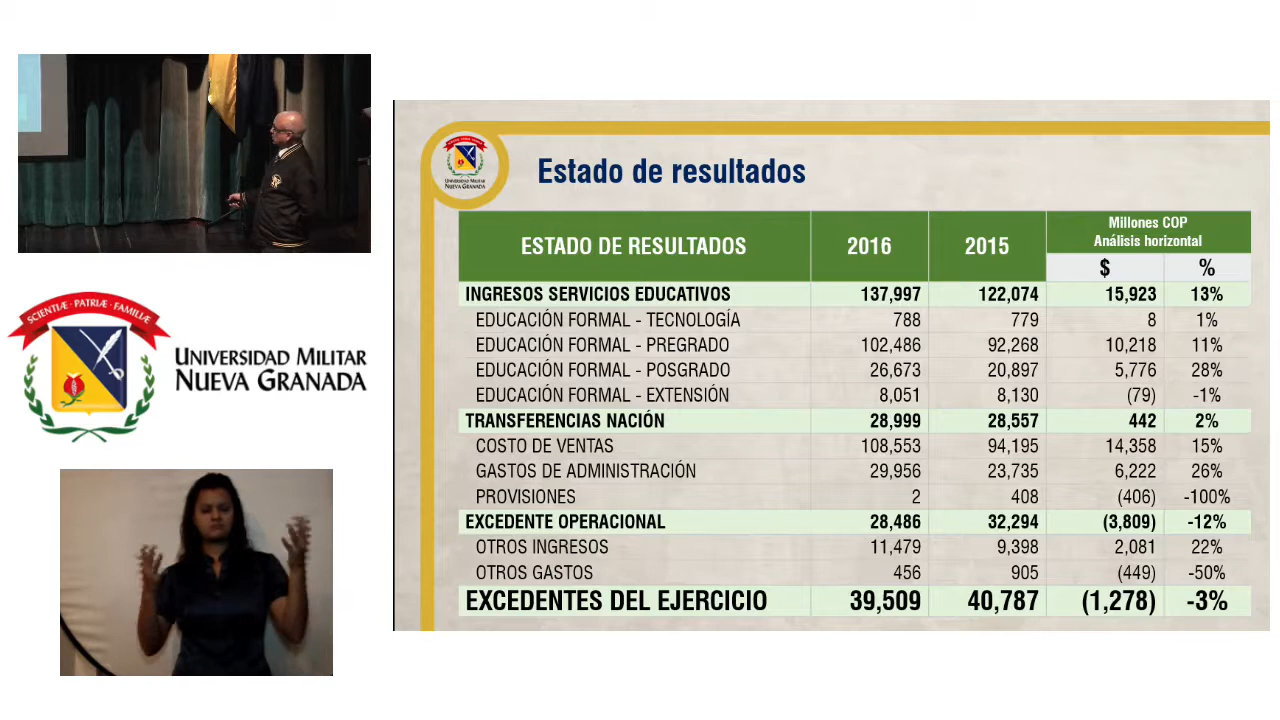 SCIENTIÆ · PATRIÆ · FAMILIÆ
UNIVERSIDAD MILITAR
NUEVA GRANADA
UNIVERSIDAD MILITAR
NUEVA GRANADA
Estado de resultados
ESTADO DE RESULTADOS 2016 2015 Millones COP
Análisis horizontal
$ %
INGRESOS SERVICIOS EDUCATIVOS 137,997 122,074 15,923 13%
EDUCACIÓN FORMAL - TECNOLOGÍA 788 779 8 1%
EDUCACIÓN FORMAL - PREGRADO 102,486 92,268 10,218 11%
EDUCACIÓN FORMAL - POSGRADO 26,673 20,897 5,776 28%
EDUCACIÓN FORMAL - EXTENSIÓN 8,051 8,130 (79) -1%
TRANSFERENCIAS NACIÓN 28,999 28,557 442 2%
COSTO DE VENTAS 108,553 94,195 14,358 15%
GASTOS DE ADMINISTRACIÓN 29,956 23,735 6,222 26%
PROVISIONES 2 408 (406) -100%
EXCEDENTE OPERACIONAL 28,486 32,294 (3,809) -12%
OTROS INGRESOS 11,479 9,398 2,081 22%
OTROS GASTOS 456 905 (449) -50%
EXCEDENTES DEL EJERCICIO 39,509 40,787 (1,278) -3%